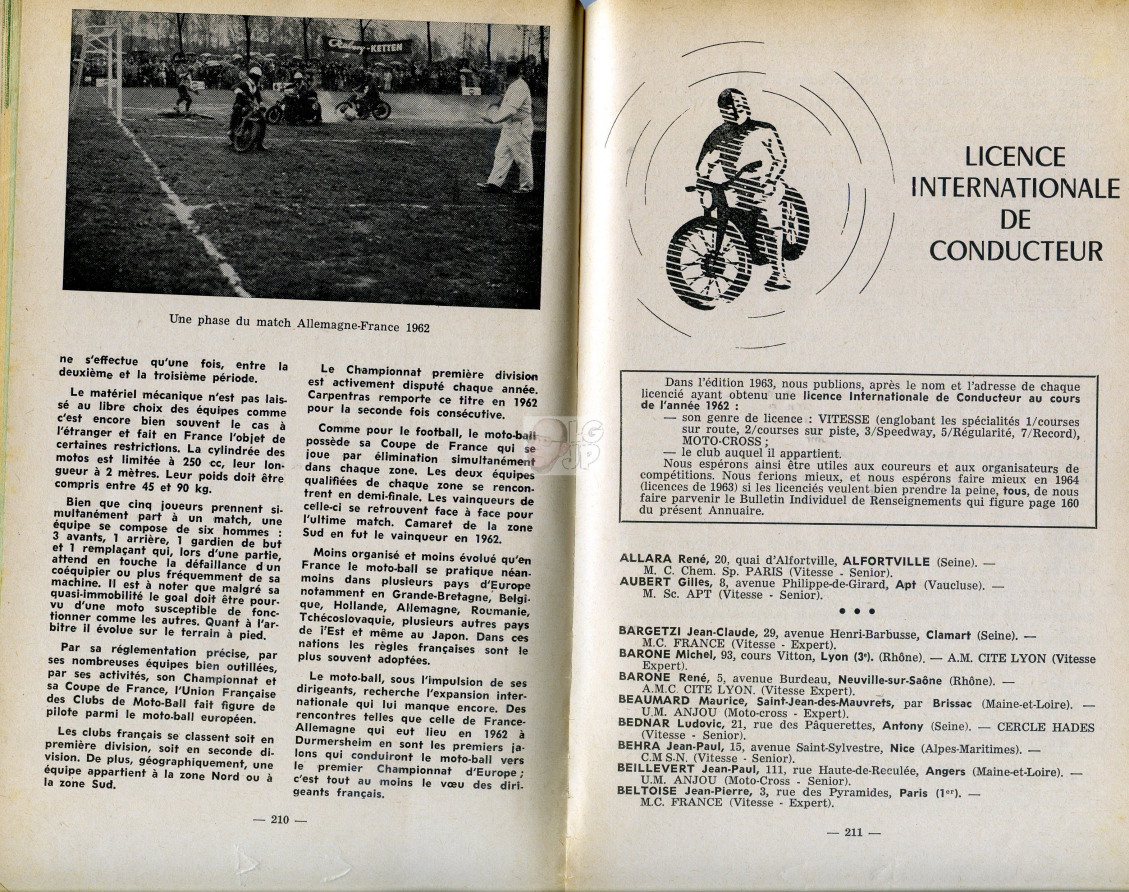 -KETTEN
Une phase du match Allemagne-France 1962
ne s'effectue qu'une fois, entre la
deuxième et la troisième période.
Le matériel mécanique n'est pas lais-
sé au libre choix des équipes comme
c'est encore bien souvent le cas à
l'étranger et fait en France l'objet de
certaines restrictions. La cylindrée des
motos est limitée à 250 cc, leur lon-
gueur à 2 mètres. Leur poids doit être
compris entre 45 et 90 kg.
Bien que cinq joueurs prennent si-
multanément part à un match, une
équipe se compose de six hommes :
3 avants, 1 arrière, 1 gardien de but
et 1 remplaçant qui, lors d'une partie,
attend en touche la défaillance d'un
coéquipier ou plus fréquemment de sa
machine. Il est à noter que malgré sa
quasi-immobilité le goal doit être pour-
vu d'une moto susceptible de fonc-
tionner comme les autres. Quant à l'ar-
bitre il évolue sur le terrain à pied.
Par sa réglementation précise, par
ses nombreuses équipes bien outillées,
par ses activités, son Championnat et
sa Coupe de France, l'Union Française
des Clubs de Moto-Ball fait figure de
pilote parmi le moto-ball européen.
Les clubs français se classent soit en
première division, soit en seconde di-
vision. De plus, géographiquement, une
équipe appartient à la zone Nord ou à
la zone Sud.
Le Championnat première division
est activement disputé chaque année.
Carpentras remporte ce titre en 1962
pour la seconde fois consécutive.
Comme pour le football, le moto-ball
possède sa Coupe de France qui se
joue par élimination simultanément
dans chaque zone. Les deux équipes
qualifiées de chaque zone se rencon-
trent en demi-finale. Les vainqueurs de
celle-ci se retrouvent face à face pour
l'ultime match. Camaret de la zone
Sud en fut le vainqueur en 1962.
Moins organisé et moins évolué qu'en
France le moto-ball se pratique néan-
moins dans plusieurs pays d'Europe
notamment en Grande-Bretagne, Belgi-
que, Hollande, Allemagne, Roumanie,
Tchécoslovaquie, plusieurs autres pays
de l'Est et même au Japon. Dans ces
nations les règles françaises sont le
plus souvent adoptées.
Le moto-ball, sous l'impulsion de ses
dirigeants, recherche l'expansion inter-
nationale qui lui manque encore. Des
rencontres telles que celle de France-
Allemagne qui eut lieu en 1962 à
Durmersheim en sont les premiers ja-
lons qui conduiront le moto-ball vers
le premier Championnat d'Europe ;
c'est tout au moins le vœu des diri-
geants français.
— 210 —
LG
JP
LICENCE
INTERNATIONALE
DE
CONDUCTEUR
Dans l'édition 1963, nous publions, après le nom et l'adresse de chaque
licencié ayant obtenu une licence Internationale de Conducteur au cours
de l'année 1962 :
— son genre de licence : VITESSE (englobant les spécialités 1/courses
sur route, 2/courses sur piste, 3/Speedway, 5/Régularité, 7/Record),
MOTO-CROSS ;
— le club auquel il appartient.
Nous espérons ainsi être utiles aux coureurs et aux organisateurs de
compétitions. Nous ferions mieux, et nous espérons faire mieux en 1964
(licences de 1963) si les licenciés veulent bien prendre la peine, tous, de nous
faire parvenir le Bulletin Individuel de Renseignements qui figure page 160
du présent Annuaire.
ALLARA René, 20, quai d'Alfortville, ALFORTVILLE (Seine). —
M. C. Chem. Sp. PARIS (Vitesse - Senior).
AUBERT Gilles, 8, avenue Philippe-de-Girard, Apt (Vaucluse). —
M. Sc. APT (Vitesse - Senior).
• • •
BARGETZI Jean-Claude, 29, avenue Henri-Barbusse, Clamart (Seine). —
M.C. FRANCE (Vitesse - Expert).
BARONE Michel, 93, cours Vitton, Lyon (3e). (Rhône). — A.M. CITE LYON (Vitesse
Expert).
BARONE René, 5, avenue Burdeau, Neuville-sur-Saône (Rhône). —
A.M.C. CITE LYON. (Vitesse Expert).
BEAUMARD Maurice, Saint-Jean-des-Mauvrets, par Brissac (Maine-et-Loire). —
U.M. ANJOU (Moto-cross - Expert).
BEDNAR Ludovic, 21, rue des Pâquerettes, Antony (Seine). — CERCLE HADES
(Vitesse - Senior).
BEHRA Jean-Paul, 15, avenue Saint-Sylvestre, Nice (Alpes-Maritimes). —
C.M S.N. (Vitesse - Senior).
BEILLEVERT Jean-Paul, 111, rue Haute-de-Reculée, Angers (Maine-et-Loire). —
U.M. ANJOU (Moto-Cross - Senior).
BELTOISE Jean-Pierre, 3, rue des Pyramides, Paris (1er). —
M.C. FRANCE (Vitesse - Expert).
— 211 —